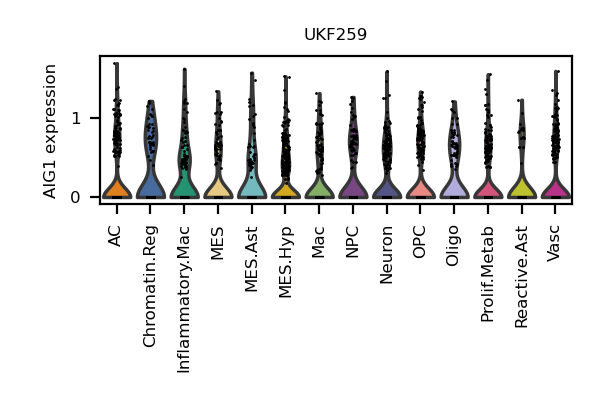 UKF259
AIG1 expression
1
0
AC
Chromatin.Reg
Inflammatory.Mac
MES
MES.Ast
MES.Hyp
Mac
NPC
Neuron
OPC
Oligo
Prolif.Metab
Reactive.Ast
Vasc